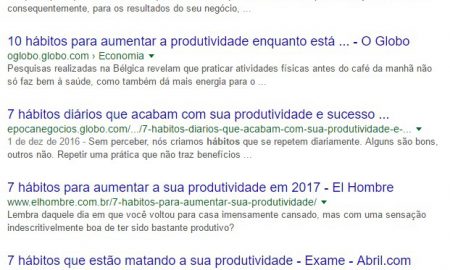 consequentemente, para os resultados do seu negócio, ...
10 hábitos para aumentar a produtividade enquanto está ... - O Globo
oglobo.globo.com › Economia ▼
Pesquisas realizadas na Bélgica revelam que praticar atividades físicas antes do café da manhã não
só faz bem à saúde, como também dá mais energia para o ...
7 hábitos diários que acabam com sua produtividade e sucesso ...
epocanegocios.globo.com/.../7-habitos-diarios-que-acabam-com-sua-produtividade-e-... ▼
1 de dez de 2016 - Sem perceber, nós criamos hábitos que se repetem diariamente. Alguns são bons,
outros não. Repetir uma prática que não traz benefícios ...
7 hábitos para aumentar a sua produtividade em 2017 - El Hombre
www.elhombre.com.br/7-habitos-para-aumentar-sua-produtividade/ ▼
Lembra daquele dia em que você voltou para casa imensamente cansado, mas com uma sensação
indescritivelmente boa de ter sido bastante produtivo?
7 hábitos que estão matando a sua produtividade - Exame - Abril.com